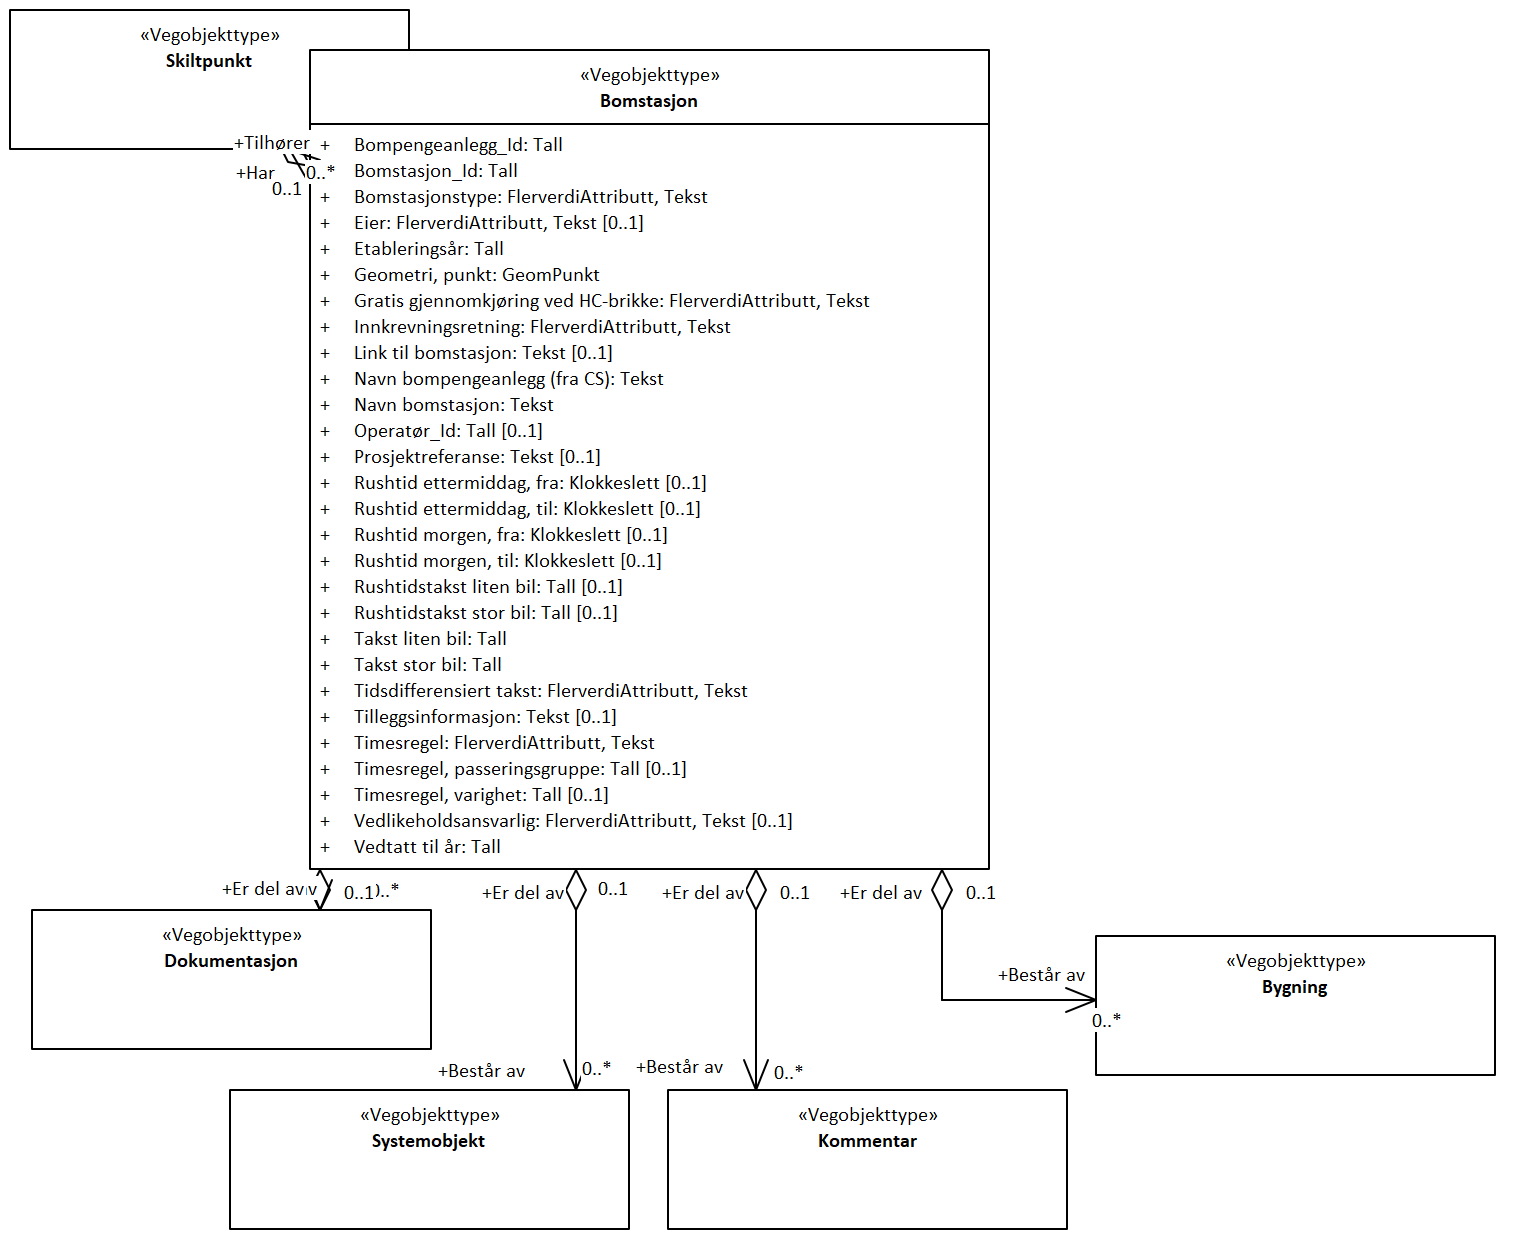 «Vegobjekttype»
Skiltpunkt
«Vegobjekttype»
Bomstasjon
+Tilhører
+Har
0..1
0..*
+ Bompengeanlegg_Id: Tall
Bomstasjon_Id: Tall
+ Bomstasjonstype: FlerverdiAttributt, Tekst
+ Eier: FlerverdiAttributt, Tekst [0..1]
+ Etableringsår: Tall
+ Geometri, punkt: GeomPunkt
+ Gratis gjennomkjøring ved HC-brikke: FlerverdiAttributt, Tekst
+ Innkrevningsretning: FlerverdiAttributt, Tekst
+ Link til bomstasjon: Tekst [0..1]
+ Navn bompengeanlegg (fra CS): Tekst
+ Navn bomstasjon: Tekst
+ Operatør_Id: Tall [0..1]
+ Prosjektreferanse: Tekst [0..1]
+ Rushtid ettermiddag, fra: Klokkeslett [0..1]
+ Rushtid ettermiddag, til: Klokkeslett [0..1]
+ Rushtid morgen, fra: Klokkeslett [0..1]
+ Rushtid morgen, til: Klokkeslett [0..1]
+ Rushtidstakst liten bil: Tall [0..1]
+ Rushtidstakst stor bil: Tall [0..1]
+ Takst liten bil: Tall
+ Takst stor bil: Tall
+ Tidsdifferensiert takst: FlerverdiAttributt, Tekst
+ Tilleggsinformasjon: Tekst [0..1]
+ Timesregel: FlerverdiAttributt, Tekst
+ Timesregel, passeringsgruppe: Tall [0..1]
+ Timesregel, varighet: Tall [0..1]
+ Vedlikeholdsansvarlig: FlerverdiAttributt, Tekst [0..1]
+ Vedtatt til år: Tall
+Er del av
0..1
+Er del av
0..1
+Er del av
0..1
+Er del av
0..1
«Vegobjekttype»
Dokumentasjon
+Består av
0..*
«Vegobjekttype»
Bygning
+Består av
0..*
+Består av
0..*
«Vegobjekttype»
Systemobjekt
«Vegobjekttype»
Kommentar